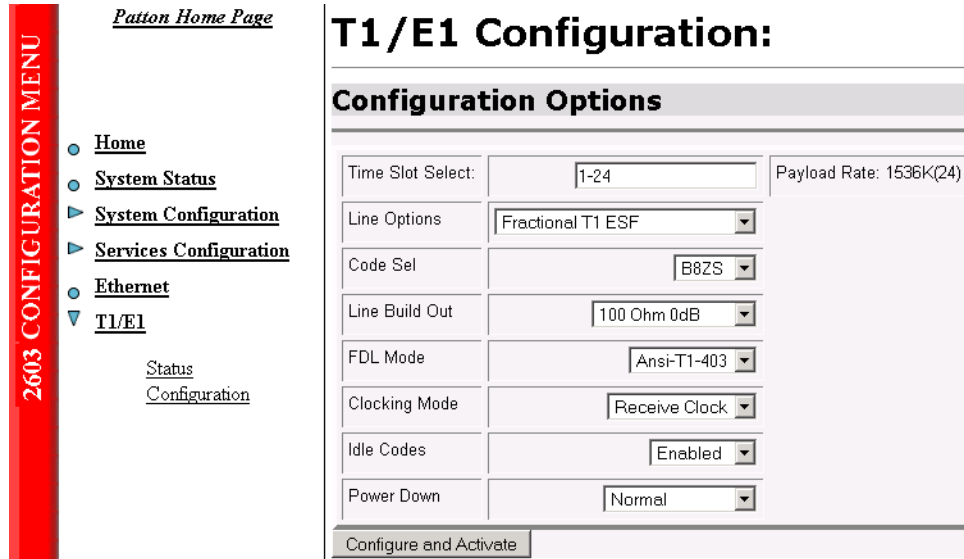 2603 CONFIGURATION MENU
Patton Home Page
Home
System Status
System Configuration
Services Configuration
Ethernet
T1/E1
Status
Configuration
T1/E1 Configuration:
Configuration Options
Time Slot Select: 1-24 Payload Rate: 1536K(24)
Line Options Fractional T1 ESF
Code Sel B8ZS
Line Build Out 100 Ohm 0dB
FDL Mode Ansi-T1-403
Clocking Mode Receive Clock
Idle Codes Enabled
Power Down Normal
Configure and Activate